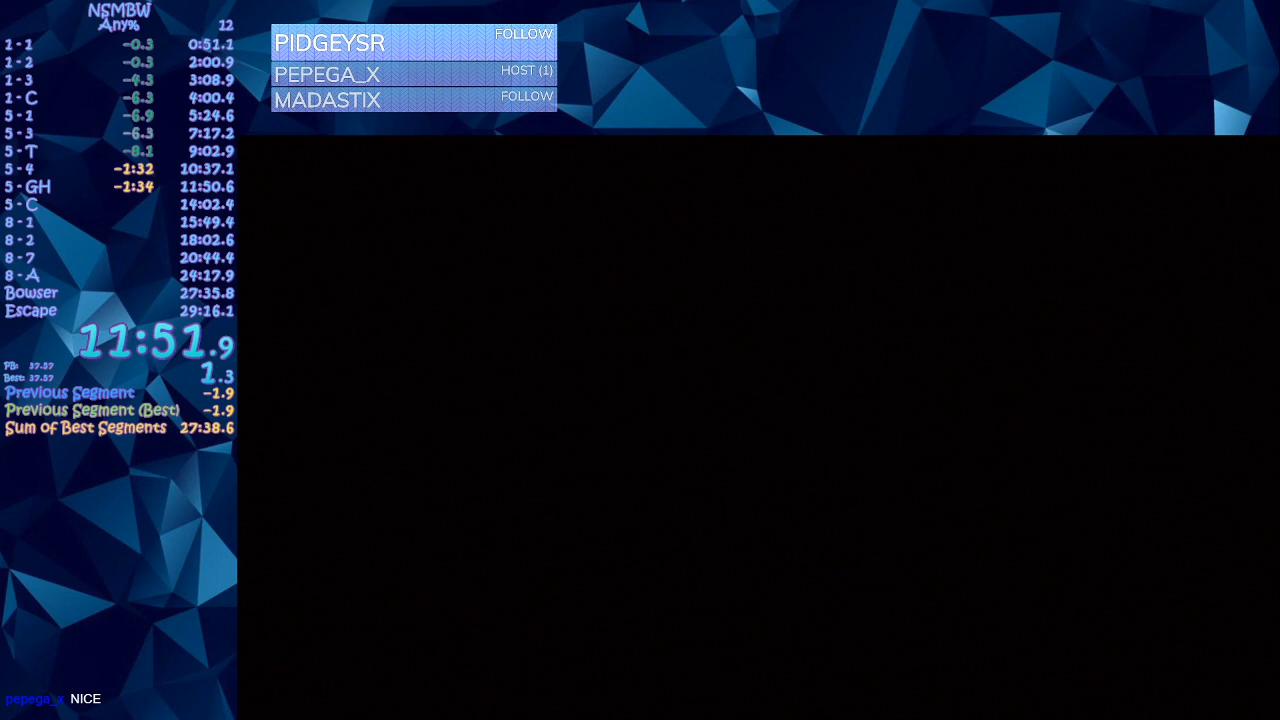 NSMBW
Any% 12
1 - 1 -0.3 0:51.1
1 - 2 -0.3 2:00.9
1 - 3 -4.3 3:08.9
1 - C -6.3 4:00.4
5 - 1 -6.9 5:24.6
5 - 3 -6.3 7:17.2
5 - T -8.1 9:02.9
5 - 4 -1:32 10:37.1
5 - GH -1:34 11:50.6
5 - C 14:02.4
8 - 1 15:49.4
8 - 2 18:02.6
8 - 7 20:44.4
8 - A 24:17.9
Bowser 27:35.8
Escape 29:16.1
11:51.9
PB: 37.57
Best: 37.57
1.3
Previous Segment -1.9
Previous Segment (Best) -1.9
Sum of Best Segments 27:38.6
PIDGEYSR FOLLOW
PEPEGA_X HOST (1)
MADASTIX FOLLOW
pepega_x NICE